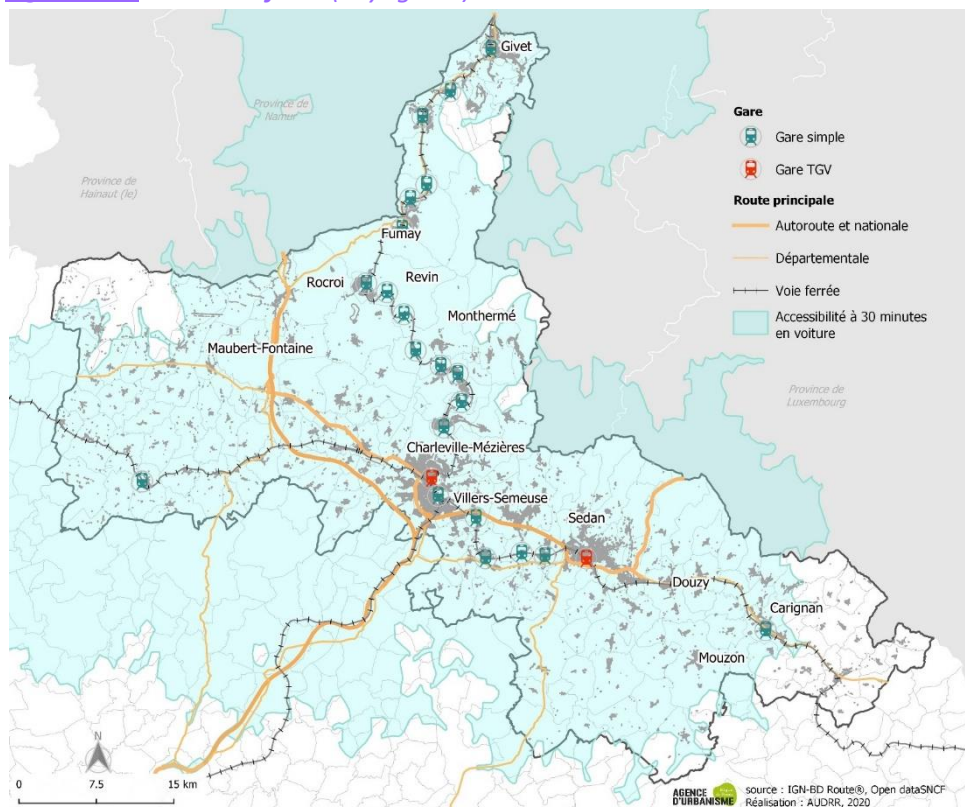 Givet
Province de
Namur
Province de
Hainaut (le)
Fumay
Rocroi
Revin
Monthermé
Maubert-Fontaine
Charleville-Mézières
Villers-Semeuse
Sedan
Douzy
Carignan
Mouzon
Province de
Luxembourg
Gare
Gare simple
Gare TGV
Route principale
Autoroute et nationale
Départementale
Voie ferrée
Accessibilité à 30 minutes
en voiture
N
0 7.5 15 km
AGENCE
D'URBANISME
source : IGN-BD Route®, Open dataSNCF
Réalisation : AUDRR, 2020